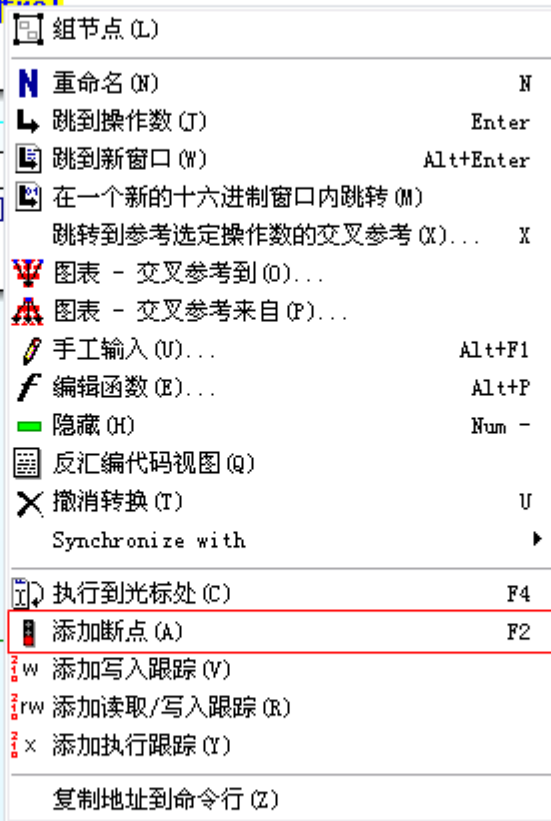 组节点(L)
重命名(N) N
跳到操作数(J) Enter
跳到新窗口(W) Alt+Enter
在一个新的十六进制窗口内跳转(M)
跳转到参考选定操作数的交叉参考(X)... X
图表 - 交叉参考到(O)...
图表 - 交叉参考来自(P)...
手工输入(U)... Alt+F1
编辑函数(E)... Alt+P
隐藏(H) Num -
反汇编代码视图(Q)
撤消转换(T) U
Synchronize with
执行到光标处(C) F4
添加断点(A) F2
添加写入跟踪(V)
添加读取/写入跟踪(R)
添加执行跟踪(Y)
复制地址到命令行(Z)